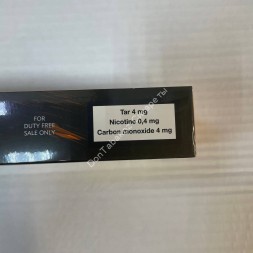 FOR
DUTY FREE
SALE ONLY
Tar 4 mg
Nicotine 0,4 mg
Carbon monoxide 4 mg